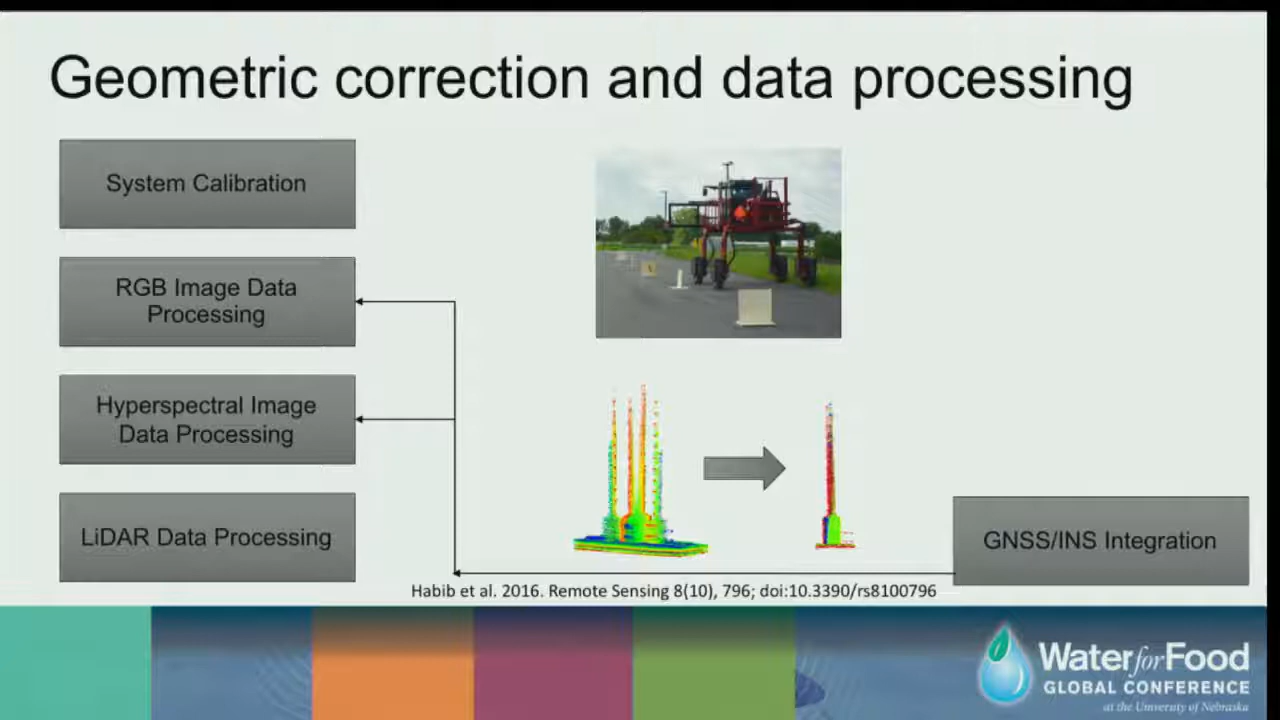 Geometric correction and data processing
System Calibration
RGB Image Data
Processing
Hyperspectral Image
Data Processing
LiDAR Data Processing
GNSS/INS Integration
Habib et al. 2016. Remote Sensing 8(10), 796; doi:10.3390/rs8100796
Water for Food
GLOBAL CONFERENCE
at the University of Nebraska